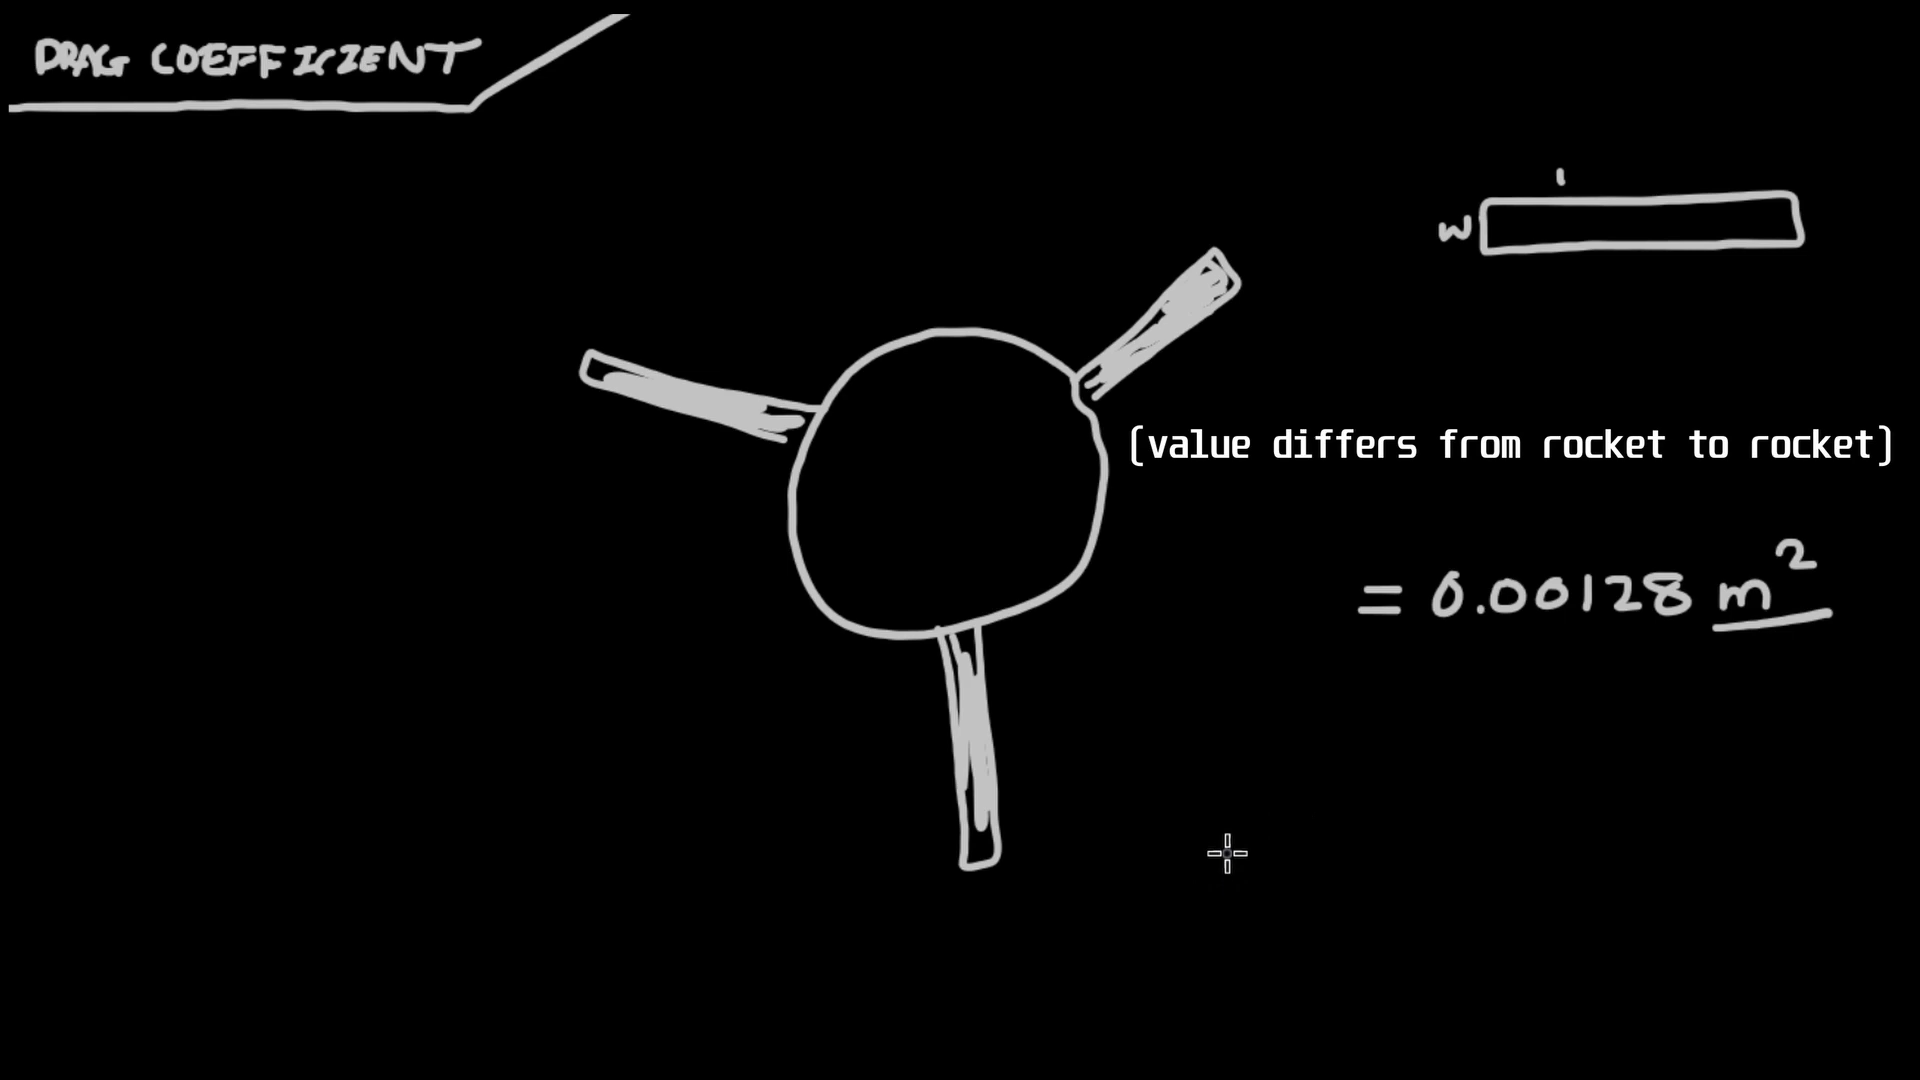 DRAG COEFFICIENT
l
w
(value differs from rocket to rocket)
= 0.00128 m²